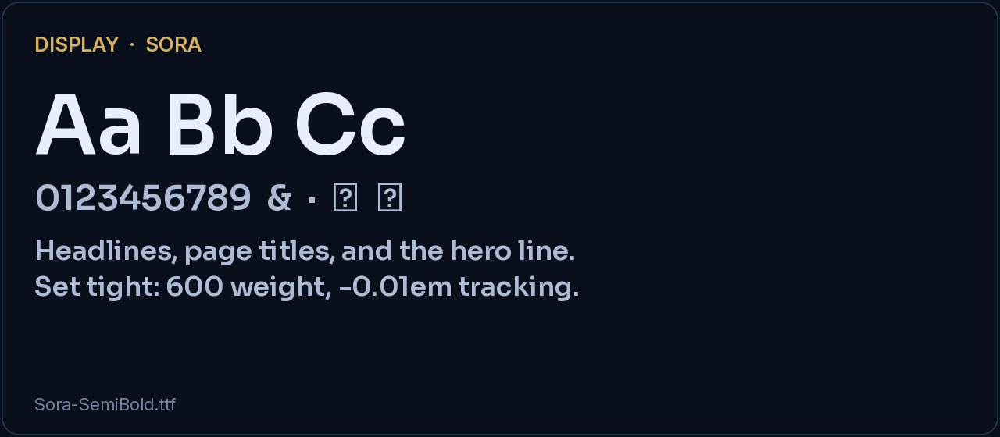 DISPLAY · SORA
Aa Bb Cc
0123456789 & ·
Headlines, page titles, and the hero line.
Set tight: 600 weight, -0.01em tracking.
Sora-SemiBold.ttf